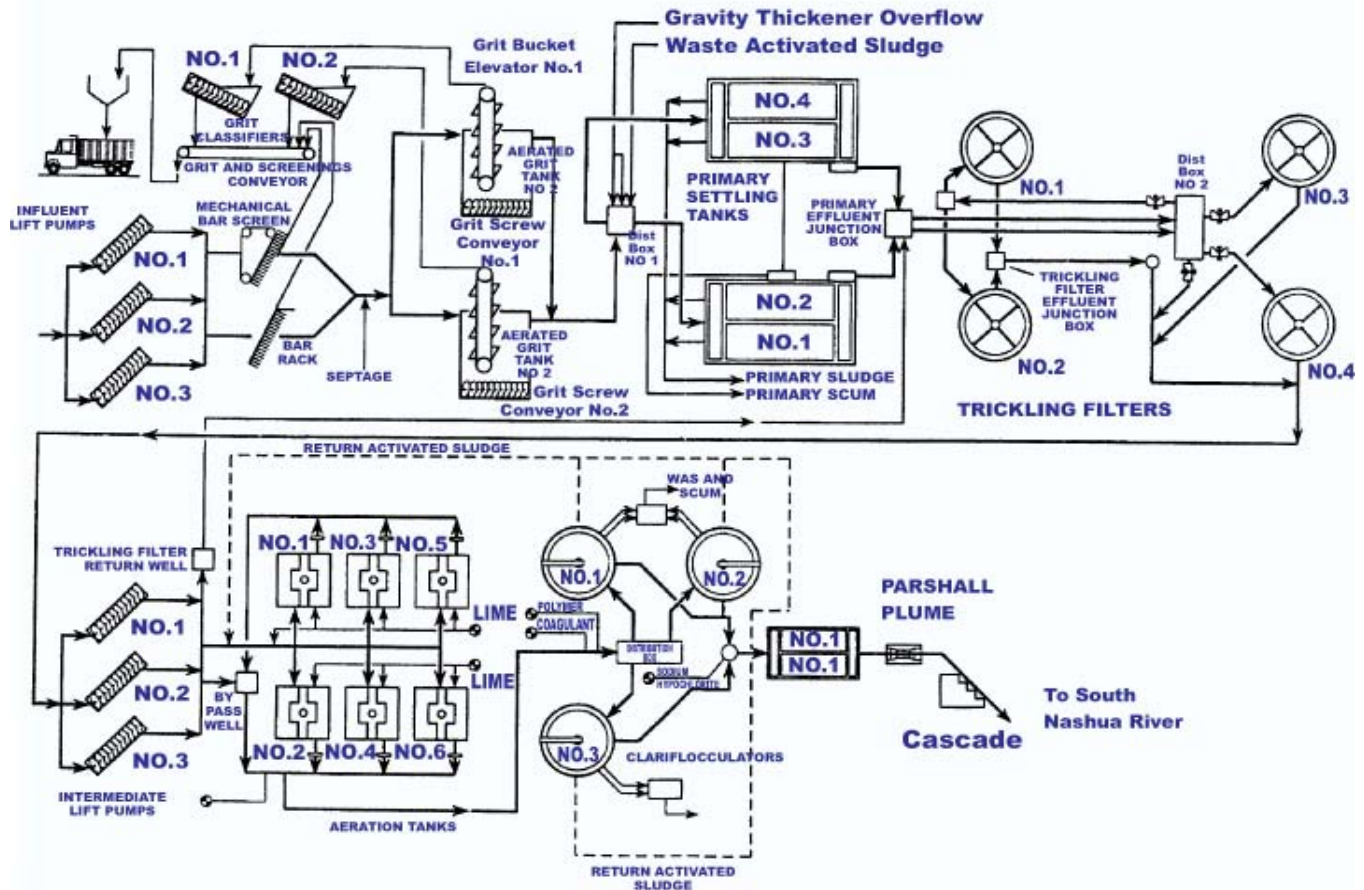 Gravity Thickener Overflow
Waste Activated Sludge
NO.1
NO.2
Grit Bucket
Elevator No.1
GRIT
CLASSIFIERS
GRIT AND SCREENINGS
CONVEYOR
AERATED
GRIT
TANK
NO 2
Grit Screw
Conveyor
No.1
INFLUENT
LIFT PUMPS
NO.1
NO.2
NO.3
MECHANICAL
BAR SCREEN
BAR
RACK
SEPTAGE
AERATED
GRIT
TANK
NO 2
Grit Screw
Conveyor No.2
Dist
Box
NO 1
NO.4
NO.3
PRIMARY
SETTLING
TANKS
NO.2
NO.1
PRIMARY SLUDGE
PRIMARY SCUM
PRIMARY
EFFLUENT
JUNCTION
BOX
NO.1
NO.2
TRICKLING
FILTER
EFFLUENT
JUNCTION
BOX
Dist
Box
NO 2
NO.3
NO.4
TRICKLING FILTERS
RETURN ACTIVATED SLUDGE
TRICKLING FILTER
RETURN WELL
NO.1
NO.2
NO.3
INTERMEDIATE
LIFT PUMPS
BY
PASS
WELL
NO.1
NO.3
NO.5
LIME
LIME
NO.2
NO.4
NO.6
AERATION TANKS
POLYMER
COAGULANT
WAS AND
SCUM
NO.1
NO.2
DISTRIBUTION
BOX
SODIUM
HYPOCHLORITE
NO.3
CLARIFLOCCULATORS
RETURN ACTIVATED
SLUDGE
NO.1
NO.1
PARSHALL
PLUME
Cascade
To South
Nashua River